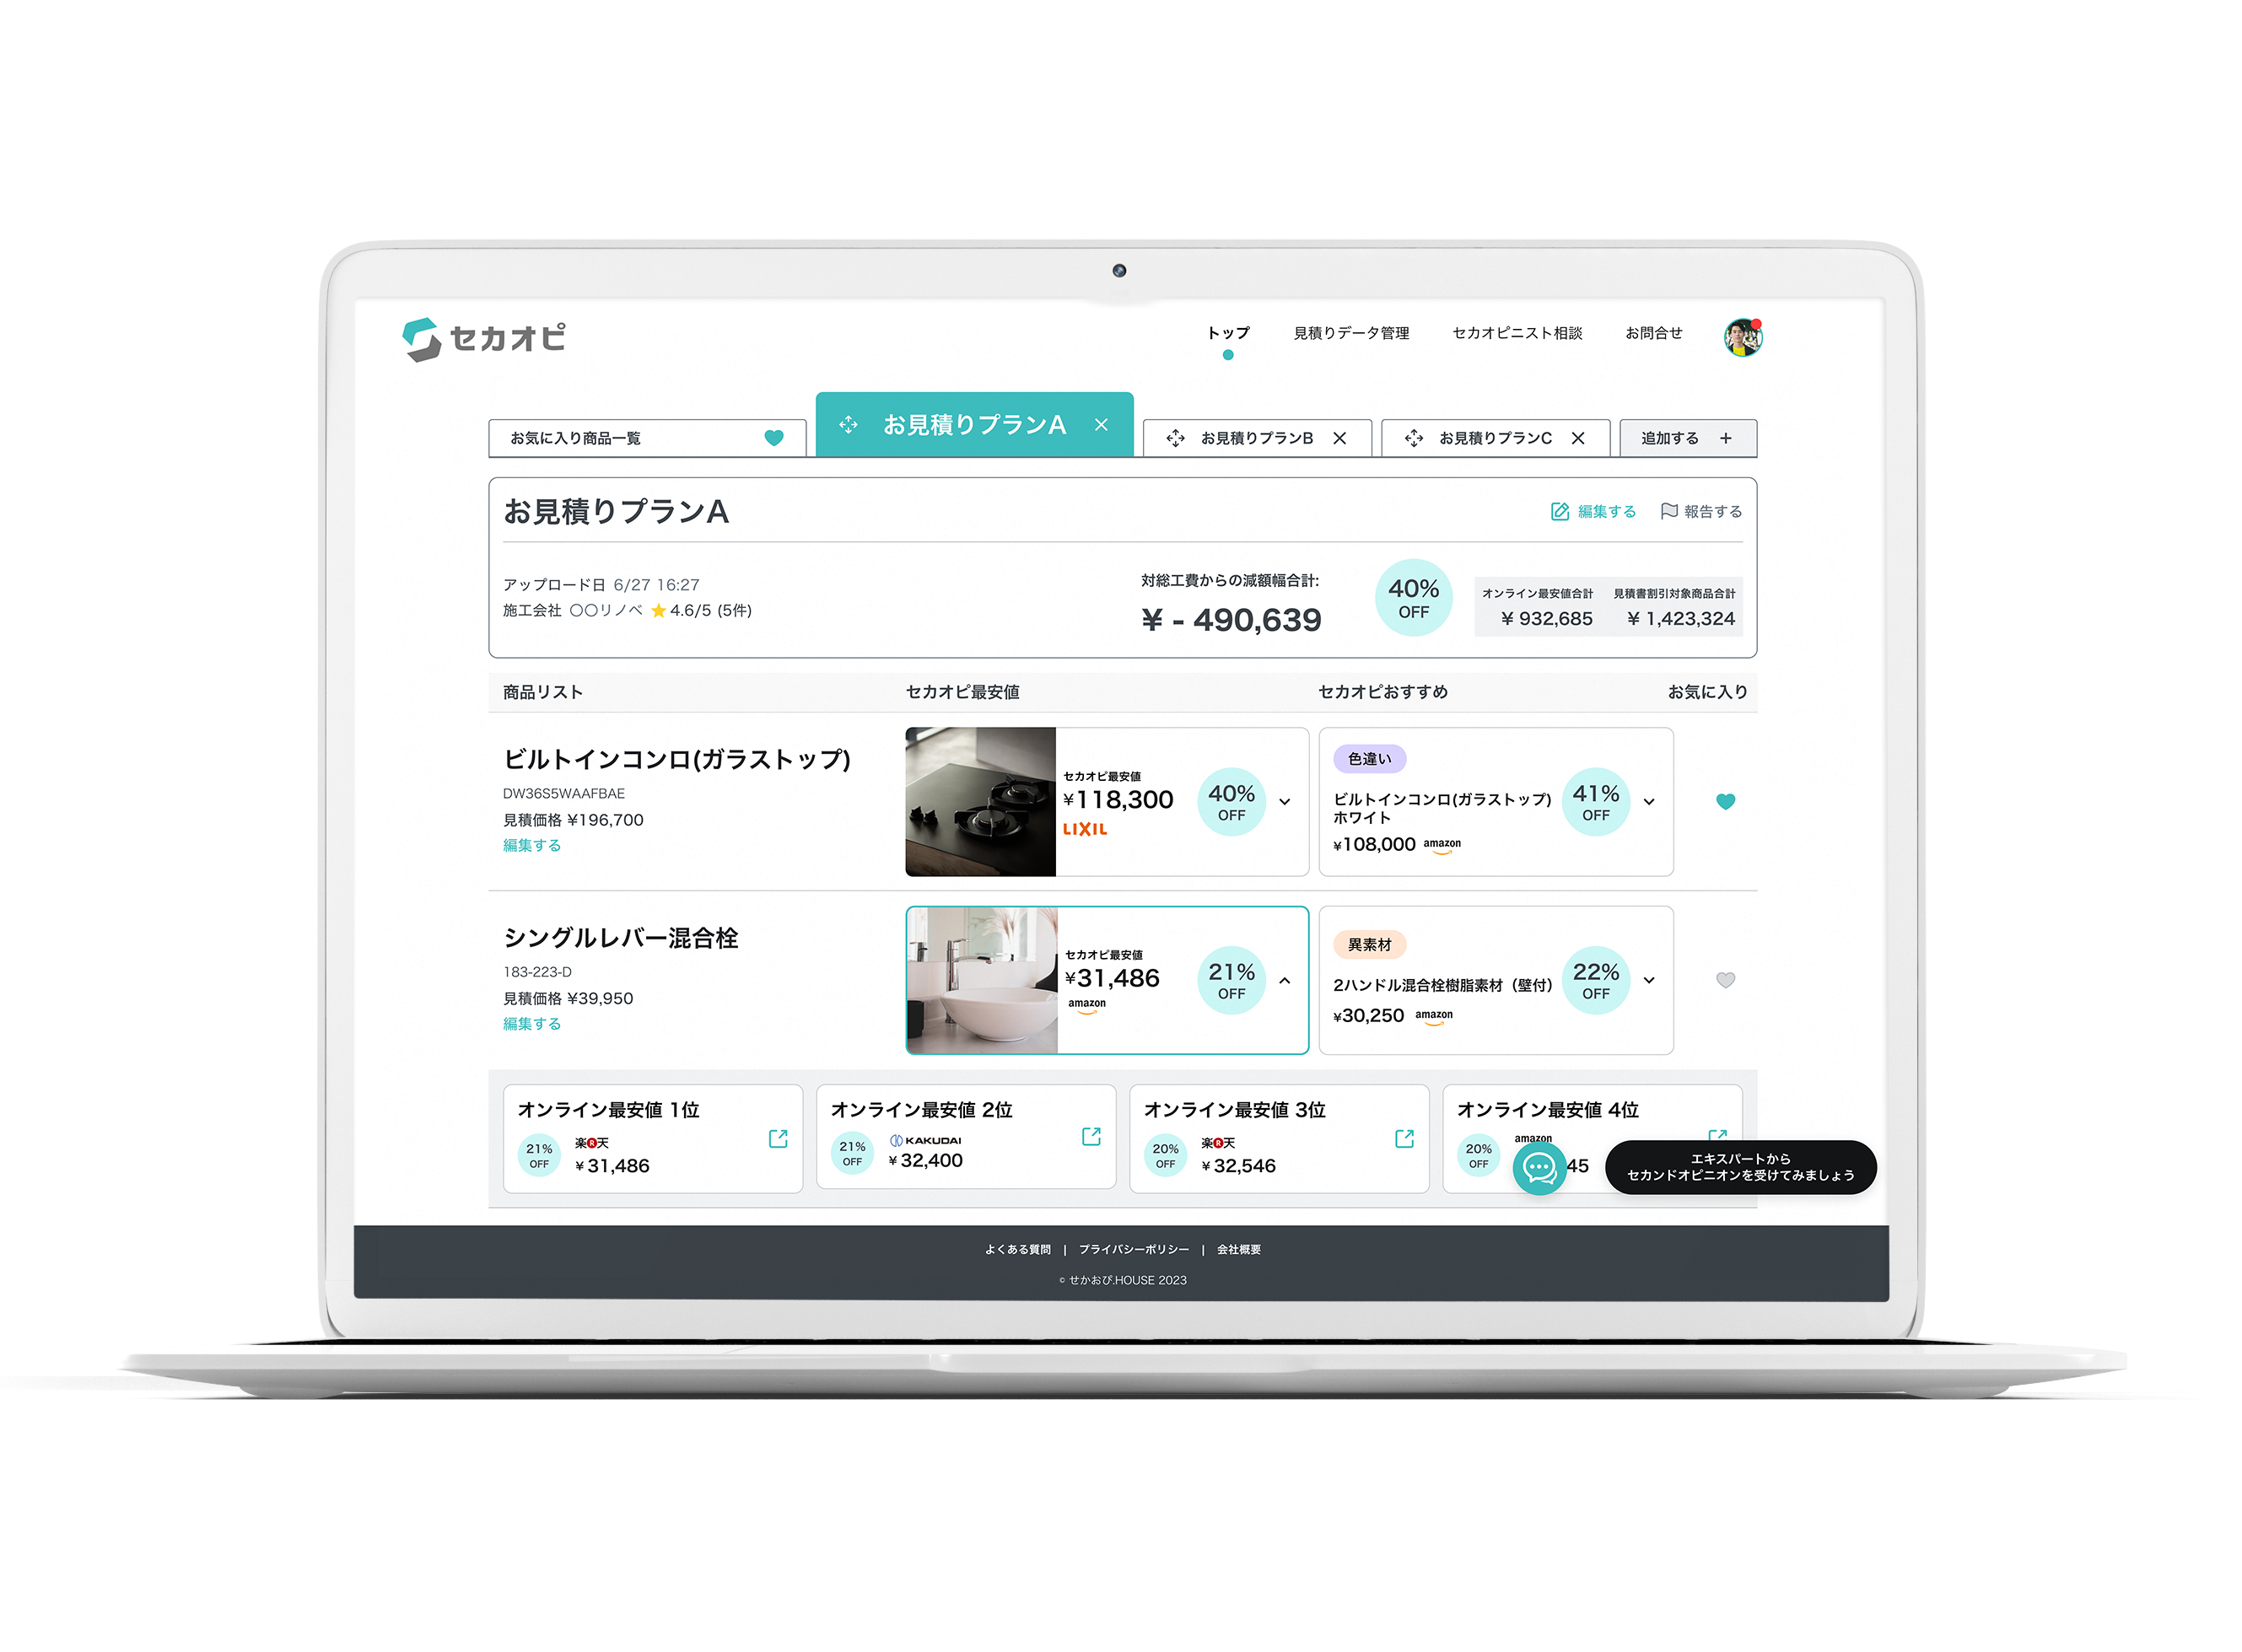 セカオピ
トップ
見積りデータ管理
セカオピニスト相談
お問合せ
お気に入り商品一覧
お見積りプランA
お見積りプランB
お見積りプランC
追加する +
お見積りプランA
編集する
報告する
アップロード日 6/27 16:27
施工会社 〇〇リノベ ★ 4.6/5 (5件)
対総工費からの減額幅合計:
¥ - 490,639
40%
OFF
オンライン最安値合計
¥ 932,685
見積書割引対象商品合計
¥ 1,423,324
商品リスト
セカオピ最安値
セカオピおすすめ
お気に入り
ビルトインコンロ(ガラストップ)
DW36S5WAAFBAE
見積価格 ¥196,700
編集する
セカオピ最安値
¥118,300
LIXIL
40%
OFF
色違い
ビルトインコンロ(ガラストップ)
ホワイト
¥108,000 amazon
41%
OFF
シングルレバー混合栓
183-223-D
見積価格 ¥39,950
編集する
セカオピ最安値
¥31,486
amazon
21%
OFF
異素材
2ハンドル混合栓樹脂素材（壁付）
¥30,250 amazon
22%
OFF
オンライン最安値 1位
21%
OFF
楽R天
¥31,486
オンライン最安値 2位
21%
OFF
KAKUDAI
¥32,400
オンライン最安値 3位
20%
OFF
楽R天
¥32,546
オンライン最安値 4位
20%
OFF
amazon
45
エキスパートから
セカンドオピニオンを受けてみましょう
よくある質問 | プライバシーポリシー | 会社概要
© せかおぴ.HOUSE 2023